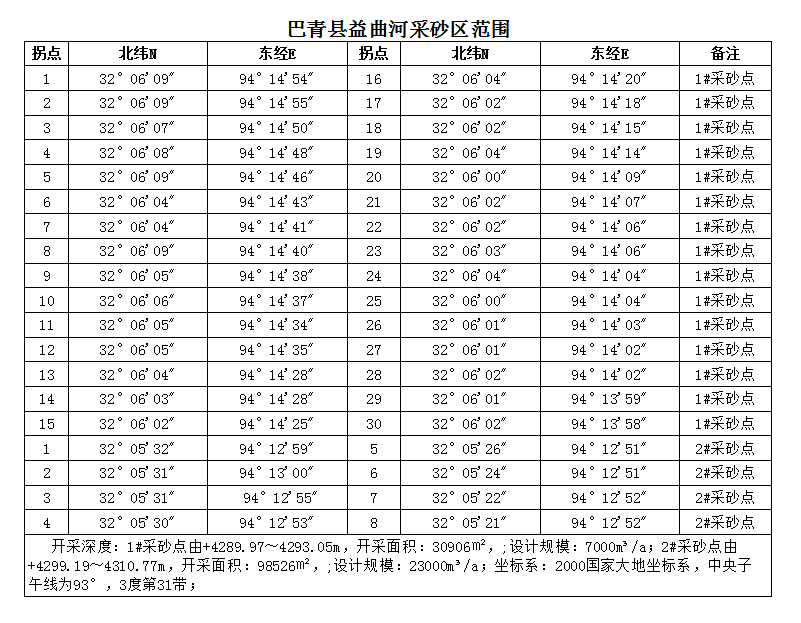 巴青县益曲河采砂区范围
拐点 北纬N 东经E 拐点 北纬N 东经E 备注
1 32°06'09" 94°14'54" 16 32°06'04" 94°14'20" 1#采砂点
2 32°06'09" 94°14'55" 17 32°06'02" 94°14'18" 1#采砂点
3 32°06'07" 94°14'50" 18 32°06'02" 94°14'15" 1#采砂点
4 32°06'08" 94°14'48" 19 32°06'04" 94°14'14" 1#采砂点
5 32°06'09" 94°14'46" 20 32°06'00" 94°14'09" 1#采砂点
6 32°06'04" 94°14'43" 21 32°06'02" 94°14'07" 1#采砂点
7 32°06'04" 94°14'41" 22 32°06'02" 94°14'06" 1#采砂点
8 32°06'09" 94°14'40" 23 32°06'03" 94°14'06" 1#采砂点
9 32°06'05" 94°14'38" 24 32°06'04" 94°14'04" 1#采砂点
10 32°06'06" 94°14'37" 25 32°06'00" 94°14'04" 1#采砂点
11 32°06'05" 94°14'34" 26 32°06'01" 94°14'03" 1#采砂点
12 32°06'05" 94°14'35" 27 32°06'01" 94°14'02" 1#采砂点
13 32°06'04" 94°14'28" 28 32°06'02" 94°14'02" 1#采砂点
14 32°06'03" 94°14'28" 29 32°06'01" 94°13'59" 1#采砂点
15 32°06'02" 94°14'25" 30 32°06'02" 94°13'58" 1#采砂点
1 32°05'32" 94°12'59" 5 32°05'26" 94°12'51" 2#采砂点
2 32°05'31" 94°13'00" 6 32°05'24" 94°12'51" 2#采砂点
3 32°05'31" 94°12'55" 7 32°05'22" 94°12'52" 2#采砂点
4 32°05'30" 94°12'53" 8 32°05'21" 94°12'52" 2#采砂点
开采深度：1#采砂点由+4289.97～4293.05m，开采面积：30906㎡，;设计规模：7000m³/a；2#采砂点由
+4299.19～4310.77m，开采面积：98526㎡，;设计规模：23000m³/a；坐标系：2000国家大地坐标系，中央子
午线为93°，3度第31带；